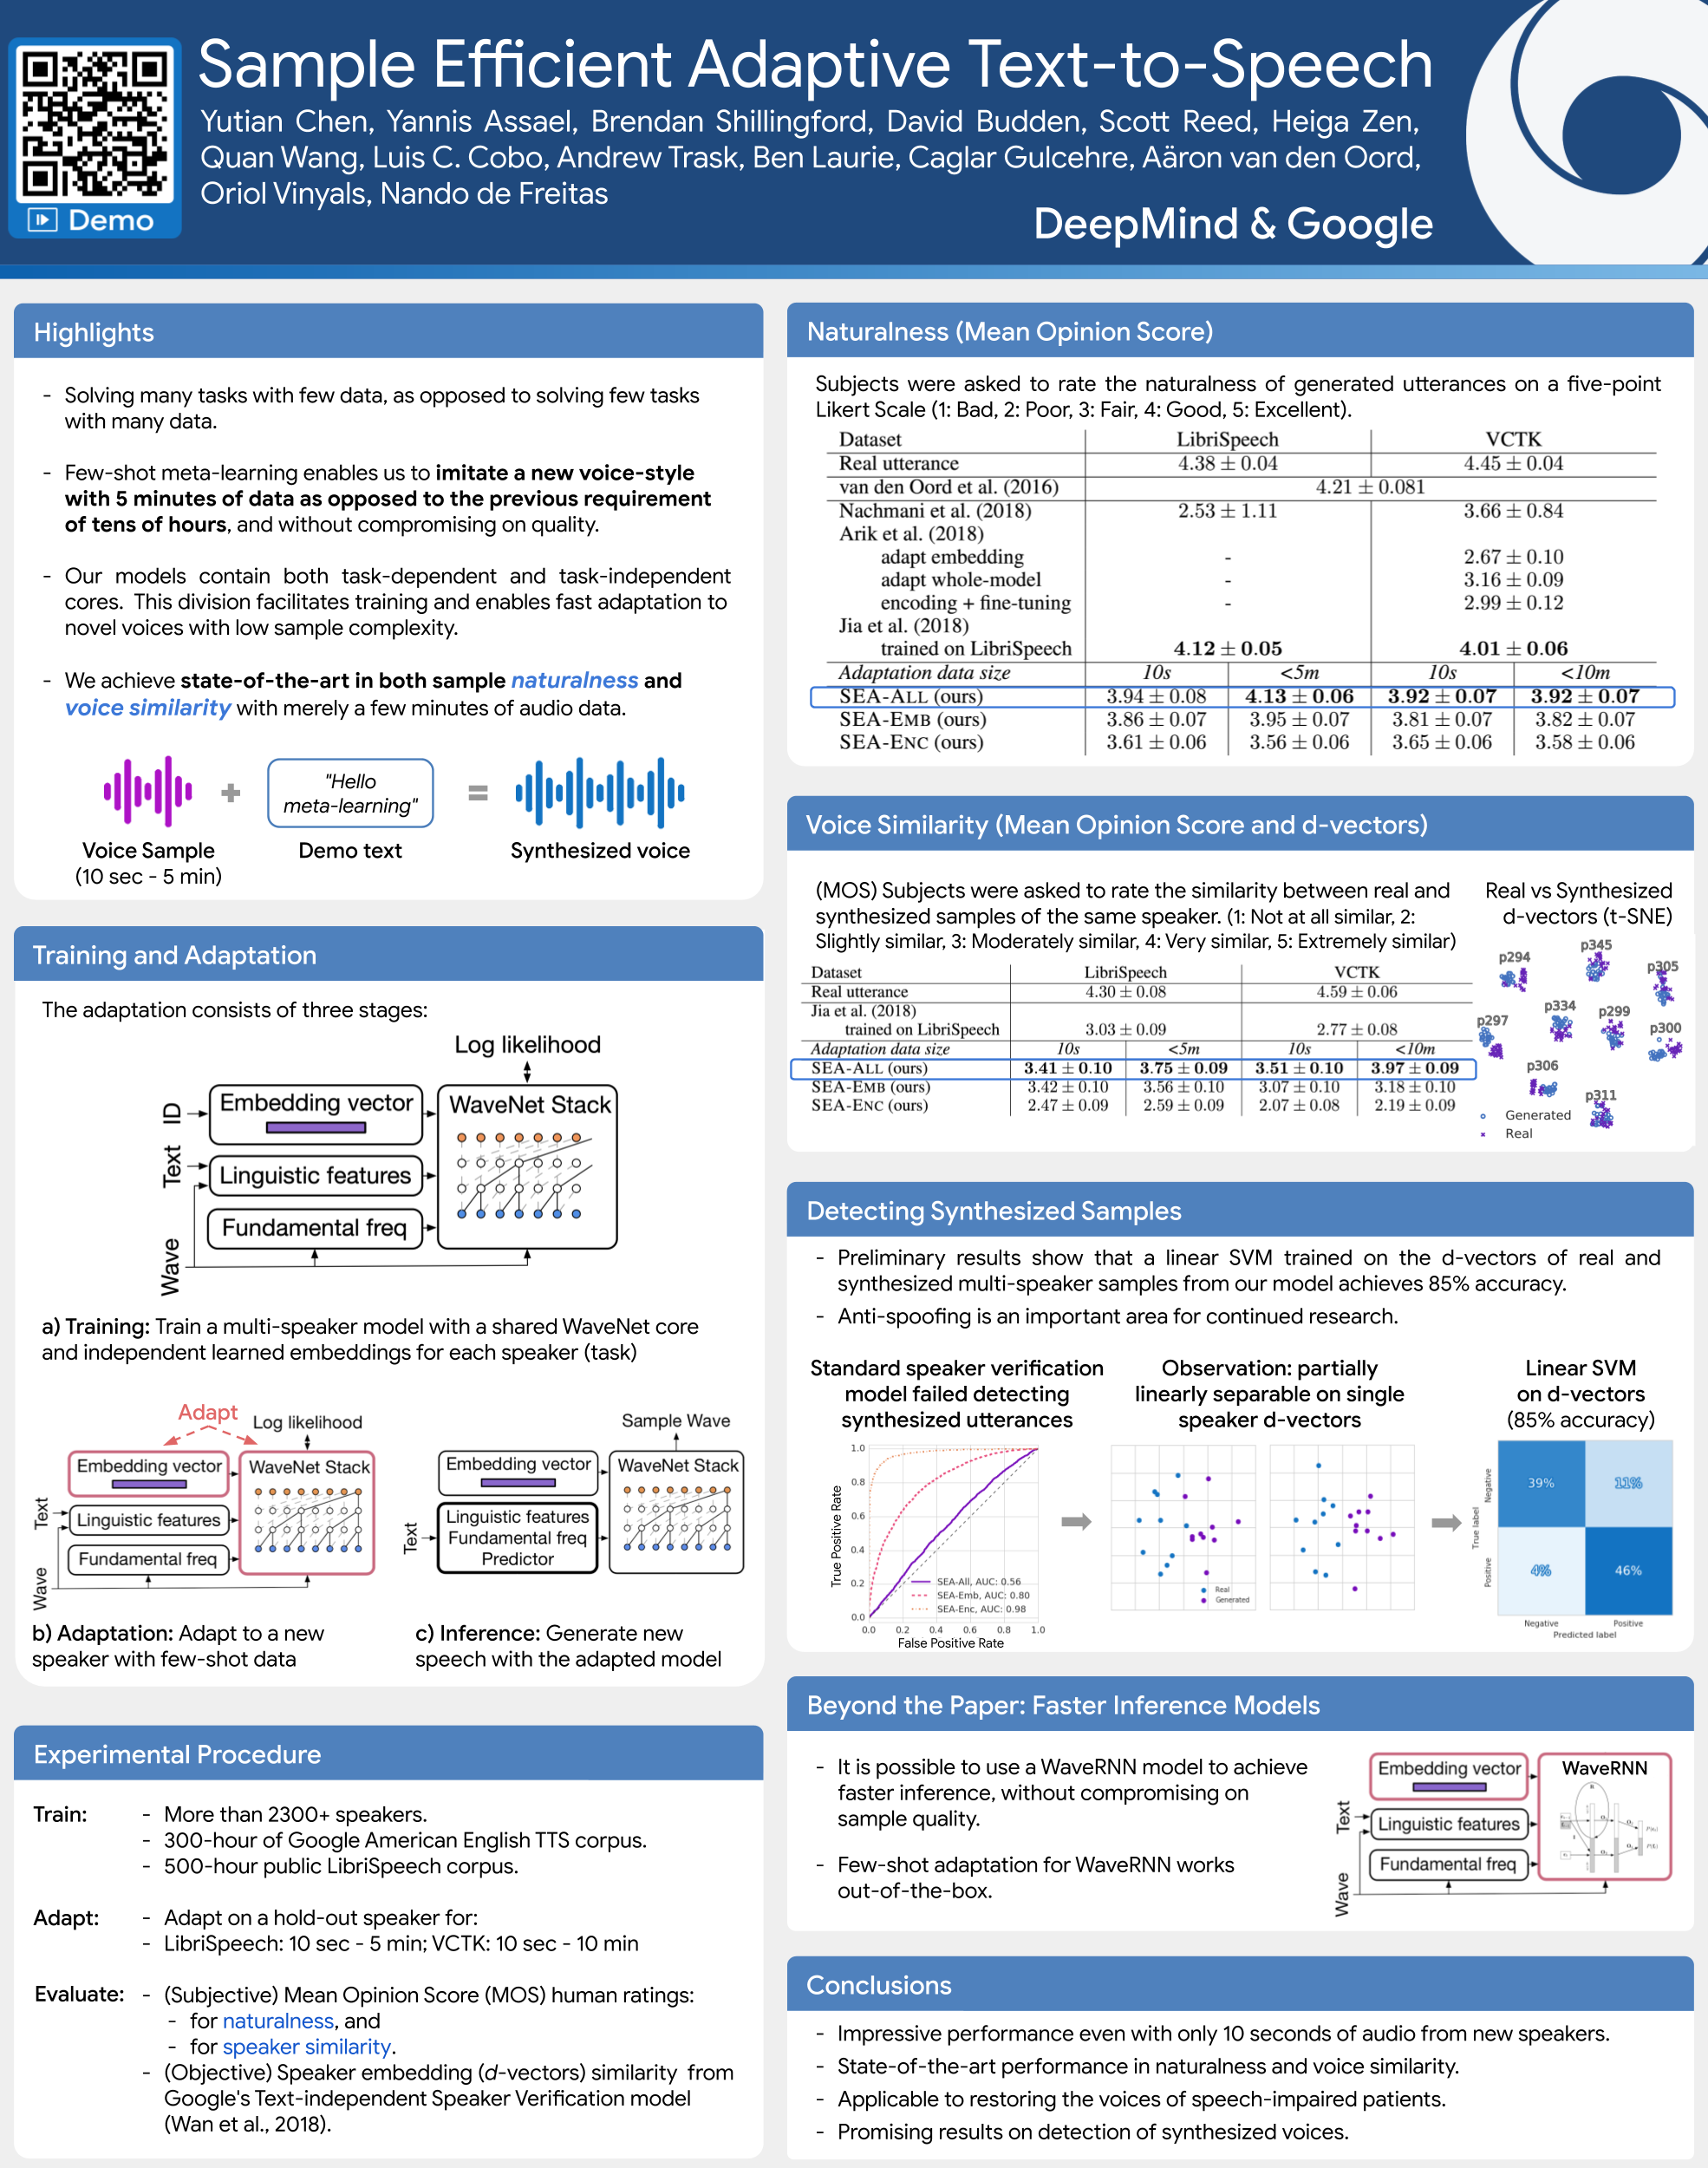 Sample Efficient Adaptive Text-to-Speech
Yutian Chen, Yannis Assael, Brendan Shillingford, David Budden, Scott Reed, Heiga Zen,
Quan Wang, Luis C. Cobo, Andrew Trask, Ben Laurie, Caglar Gulcehre, Aäron van den Oord,
Oriol Vinyals, Nando de Freitas
DeepMind & Google
Demo
Highlights
- Solving many tasks with few data, as opposed to solving few tasks
with many data.
- Few-shot meta-learning enables us to imitate a new voice-style
with 5 minutes of data as opposed to the previous requirement
of tens of hours, and without compromising on quality.
- Our models contain both task-dependent and task-independent
cores. This division facilitates training and enables fast adaptation to
novel voices with low sample complexity.
- We achieve state-of-the-art in both sample naturalness and
voice similarity with merely a few minutes of audio data.
"Hello
meta-learning"
Voice Sample
(10 sec - 5 min)
Demo text
Synthesized voice
Training and Adaptation
The adaptation consists of three stages:
Log likelihood
ID
Text
Wave
Embedding vector
Linguistic features
Fundamental freq
WaveNet Stack
a) Training: Train a multi-speaker model with a shared WaveNet core
and independent learned embeddings for each speaker (task)
Adapt
Log likelihood
Text
Wave
Embedding vector
Linguistic features
Fundamental freq
WaveNet Stack
b) Adaptation: Adapt to a new
speaker with few-shot data
Sample Wave
Text
Embedding vector
Linguistic features
Fundamental freq
Predictor
WaveNet Stack
c) Inference: Generate new
speech with the adapted model
Experimental Procedure
Train:
- More than 2300+ speakers.
- 300-hour of Google American English TTS corpus.
- 500-hour public LibriSpeech corpus.
Adapt:
- Adapt on a hold-out speaker for:
- LibriSpeech: 10 sec - 5 min; VCTK: 10 sec - 10 min
Evaluate:
- (Subjective) Mean Opinion Score (MOS) human ratings:
- for naturalness, and
- for speaker similarity.
- (Objective) Speaker embedding (d-vectors) similarity from
Google's Text-independent Speaker Verification model
(Wan et al., 2018).
Naturalness (Mean Opinion Score)
Subjects were asked to rate the naturalness of generated utterances on a five-point
Likert Scale (1: Bad, 2: Poor, 3: Fair, 4: Good, 5: Excellent).
Dataset LibriSpeech VCTK
Real utterance 4.38 ± 0.04 4.45 ± 0.04
van den Oord et al. (2016) 4.21 ± 0.081
Nachmani et al. (2018) 2.53 ± 1.11 3.66 ± 0.84
Arik et al. (2018)
adapt embedding - 2.67 ± 0.10
adapt whole-model - 3.16 ± 0.09
encoding + fine-tuning - 2.99 ± 0.12
Jia et al. (2018)
trained on LibriSpeech 4.12 ± 0.05 4.01 ± 0.06
Adaptation data size 10s <5m 10s <10m
SEA-ALL (ours) 3.94 ± 0.08 4.13 ± 0.06 3.92 ± 0.07 3.92 ± 0.07
SEA-EMB (ours) 3.86 ± 0.07 3.95 ± 0.07 3.81 ± 0.07 3.82 ± 0.07
SEA-ENC (ours) 3.61 ± 0.06 3.56 ± 0.06 3.65 ± 0.06 3.58 ± 0.06
Voice Similarity (Mean Opinion Score and d-vectors)
(MOS) Subjects were asked to rate the similarity between real and
synthesized samples of the same speaker. (1: Not at all similar, 2:
Slightly similar, 3: Moderately similar, 4: Very similar, 5: Extremely similar)
Dataset LibriSpeech VCTK
Real utterance 4.30 ± 0.08 4.59 ± 0.06
Jia et al. (2018)
trained on LibriSpeech 3.03 ± 0.09 2.77 ± 0.08
Adaptation data size 10s <5m 10s <10m
SEA-ALL (ours) 3.41 ± 0.10 3.75 ± 0.09 3.51 ± 0.10 3.97 ± 0.09
SEA-EMB (ours) 3.42 ± 0.10 3.56 ± 0.10 3.07 ± 0.10 3.18 ± 0.10
SEA-ENC (ours) 2.47 ± 0.09 2.59 ± 0.09 2.07 ± 0.08 2.19 ± 0.09
Real vs Synthesized
d-vectors (t-SNE)
p294
p345
p305
p297
p334
p299
p300
p306
p311
Generated
Real
Detecting Synthesized Samples
- Preliminary results show that a linear SVM trained on the d-vectors of real and
synthesized multi-speaker samples from our model achieves 85% accuracy.
- Anti-spoofing is an important area for continued research.
Standard speaker verification
model failed detecting
synthesized utterances
True Positive Rate
1.0
0.8
0.6
0.4
0.2
0.0
SEA-All, AUC: 0.56
SEA-Emb, AUC: 0.80
SEA-Enc, AUC: 0.98
0.0 0.2 0.4 0.6 0.8 1.0
False Positive Rate
Observation: partially
linearly separable on single
speaker d-vectors
Real
Generated
Linear SVM
on d-vectors
(85% accuracy)
True label
Negative
Positive
39% 11%
4% 46%
Negative Positive
Predicted label
Beyond the Paper: Faster Inference Models
- It is possible to use a WaveRNN model to achieve
faster inference, without compromising on
sample quality.
- Few-shot adaptation for WaveRNN works
out-of-the-box.
Text
Wave
Embedding vector
Linguistic features
Fundamental freq
WaveRNN
Conclusions
- Impressive performance even with only 10 seconds of audio from new speakers.
- State-of-the-art performance in naturalness and voice similarity.
- Applicable to restoring the voices of speech-impaired patients.
- Promising results on detection of synthesized voices.